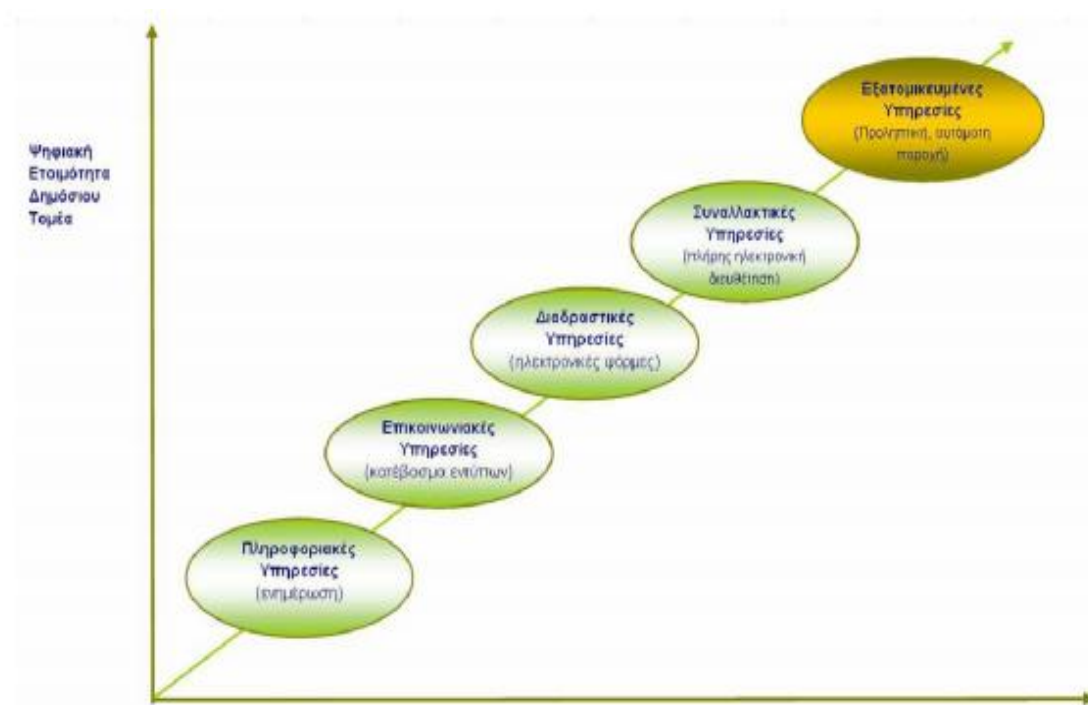 Ψηφιακή
Ετοιμότητα
Δημόσιου
Τομέα
Εξατομικευμένες
Υπηρεσίες
(Προληπτική, αυτόματη
παροχή)
Συναλλακτικές
Υπηρεσίες
(πλήρης ηλεκτρονική
διευθέτηση)
Διαδραστικές
Υπηρεσίες
(ηλεκτρονικές φόρμες)
Επικοινωνιακές
Υπηρεσίες
(κατέβασμα εντύπων)
Πληροφοριακές
Υπηρεσίες
(ενημέρωση)